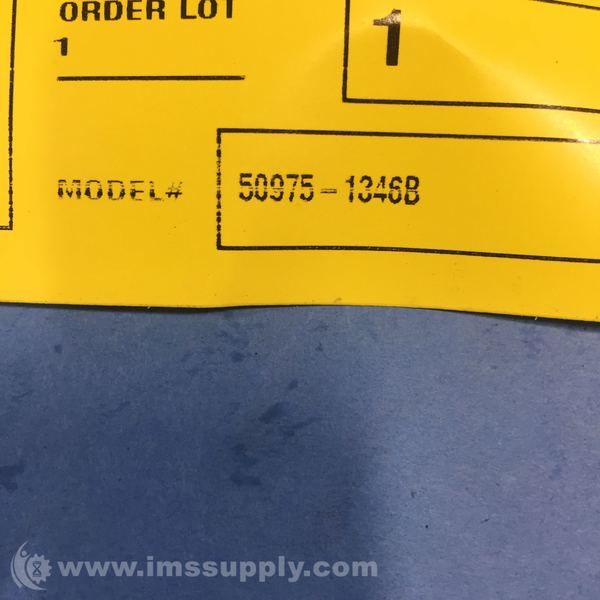 ORDER LOT
1
1
MODEL# 50975-1346B
www.imssupply.com